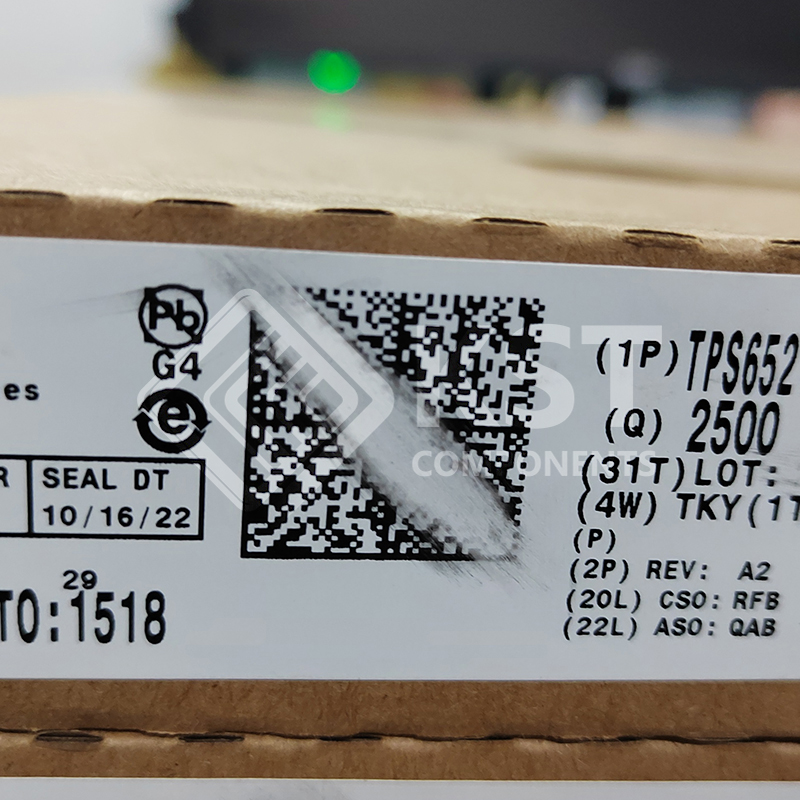 Pb
G4
e
es
R
SEAL DT
10/16/22
29
TO:1518
(1P) TPS652
(Q) 2500
(31T) LOT:
(4W) TKY (1T
(P)
(2P) REV: A2
(20L) CSO: RFB
(22L) ASO: QAB
KST
COMPONENTS